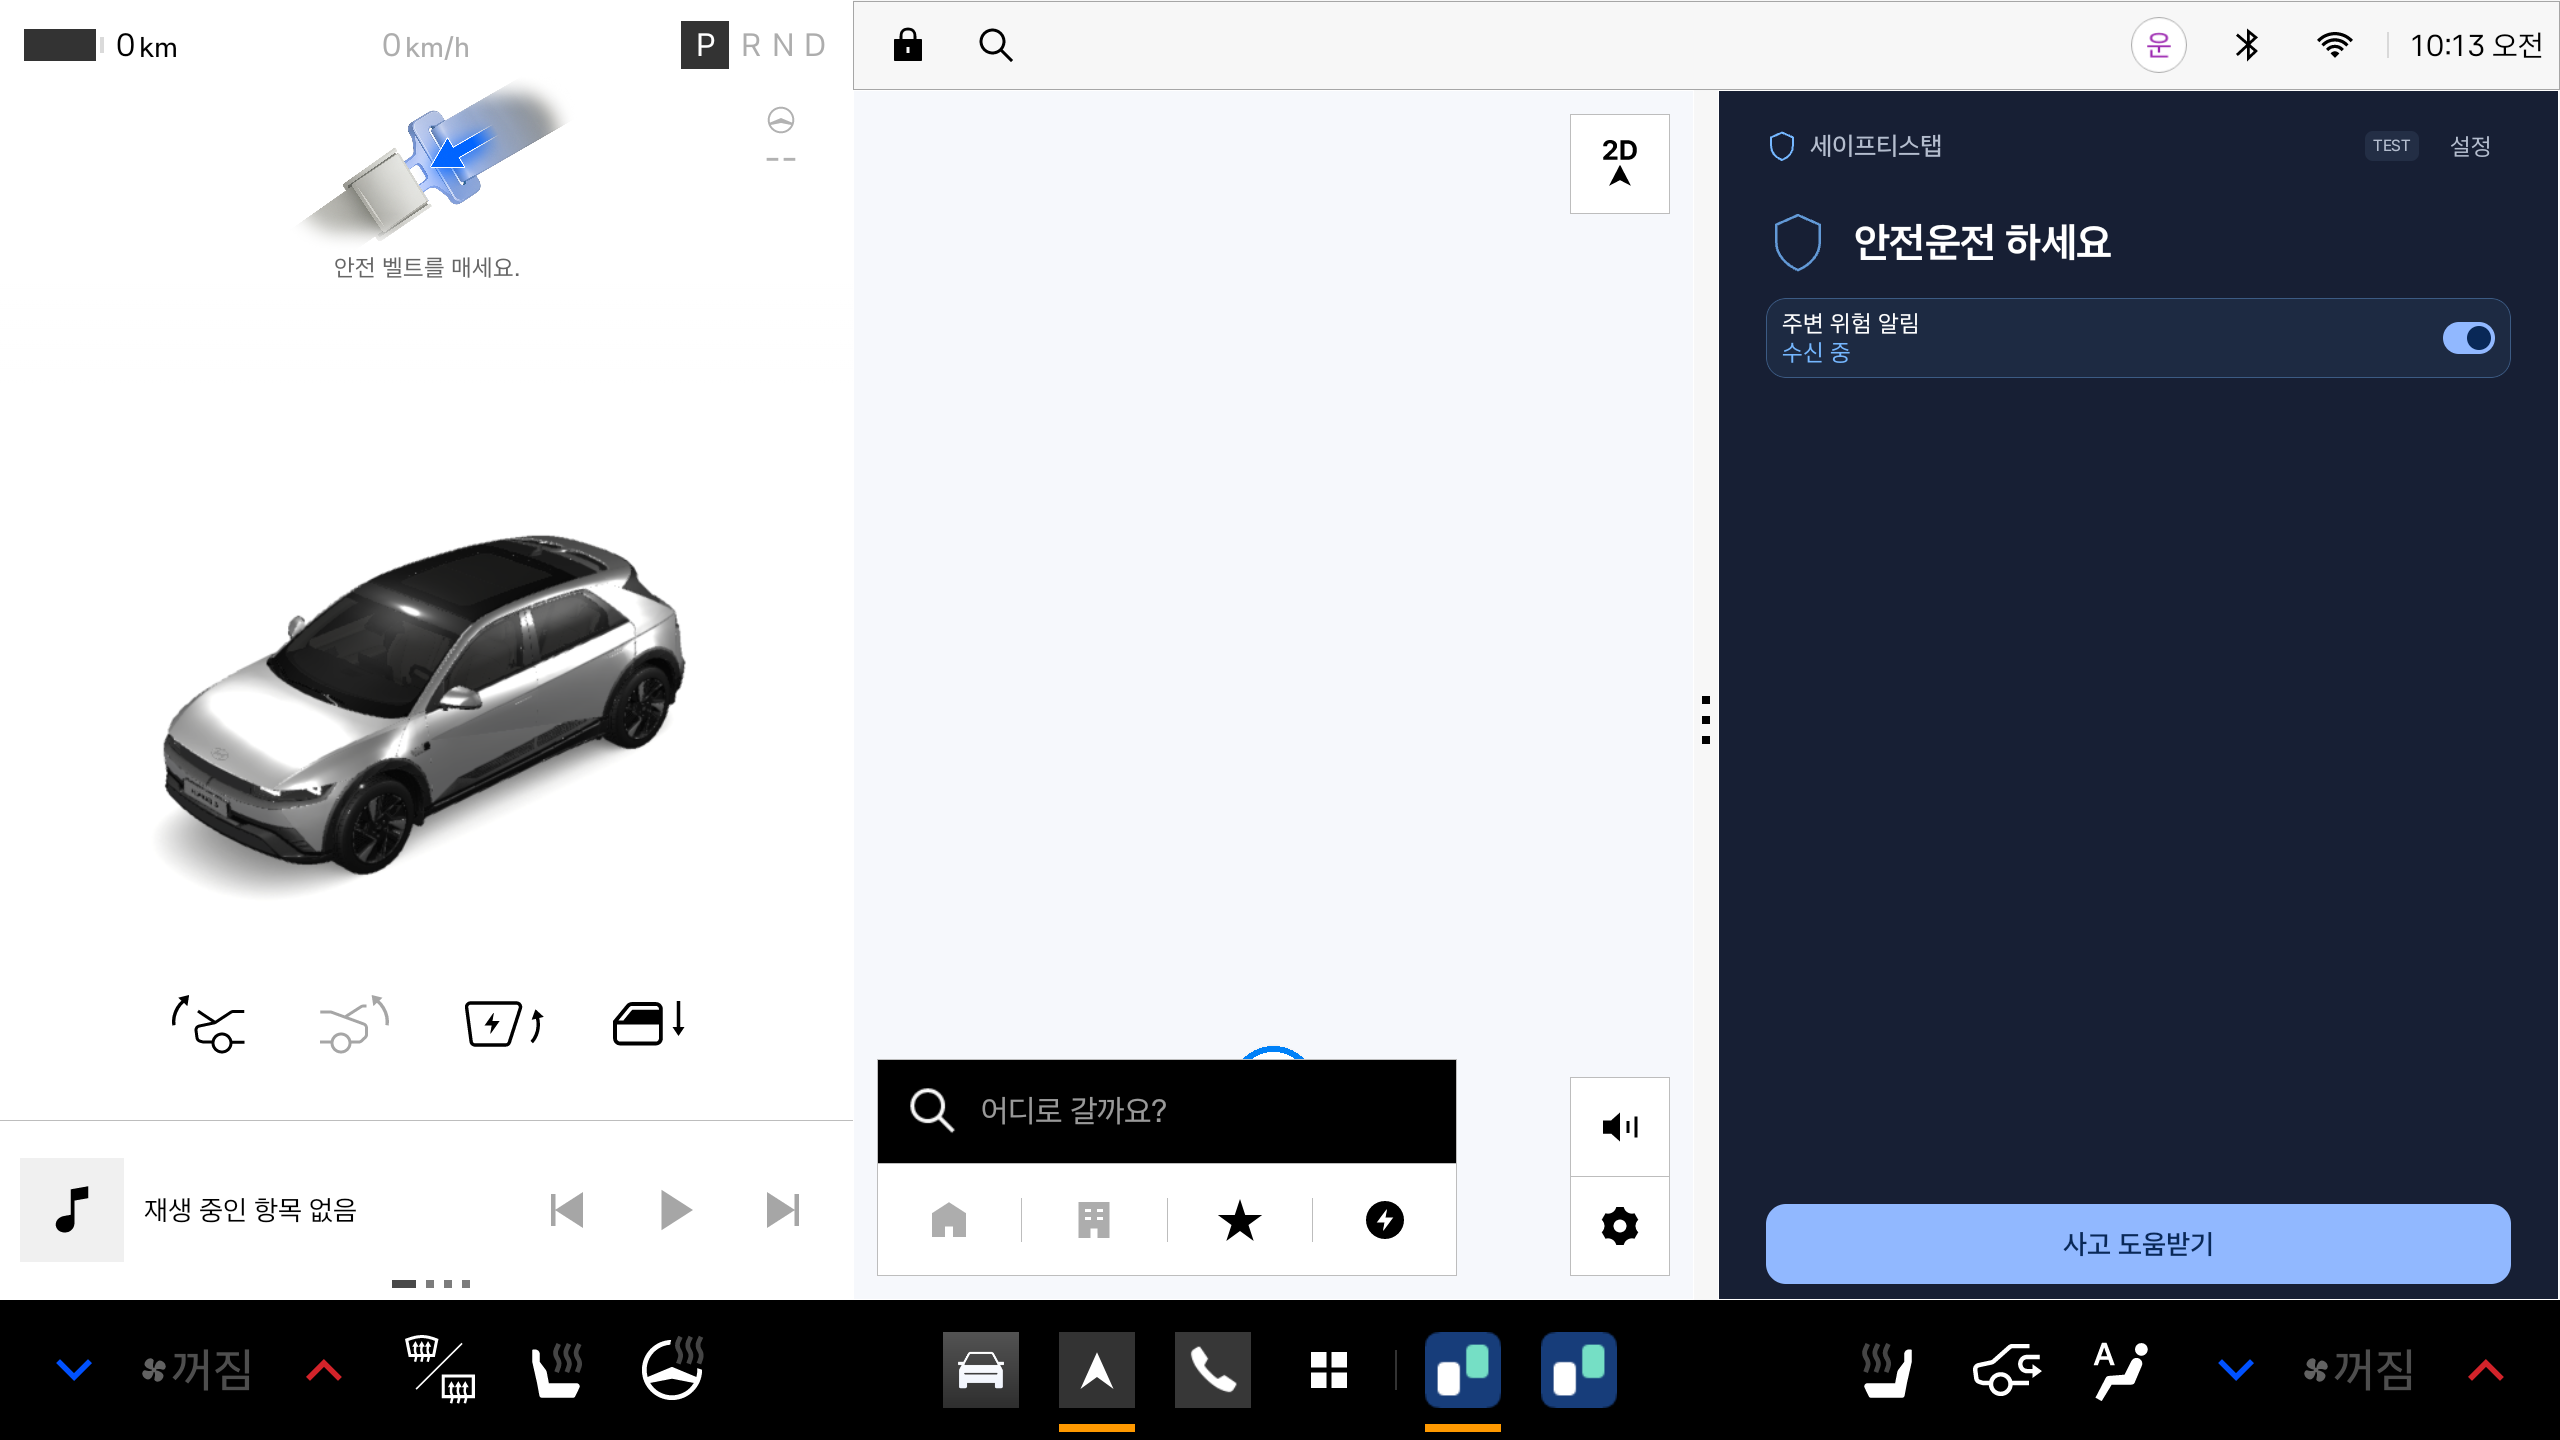 0 km
0 km/h
P R N D
운
10:13 오전
안전 벨트를 매세요.
--
2D
세이프티스탭
TEST
설정
안전운전 하세요
주변 위험 알림
수신 중
어디로 갈까요?
재생 중인 항목 없음
사고 도움받기
꺼짐
A
꺼짐